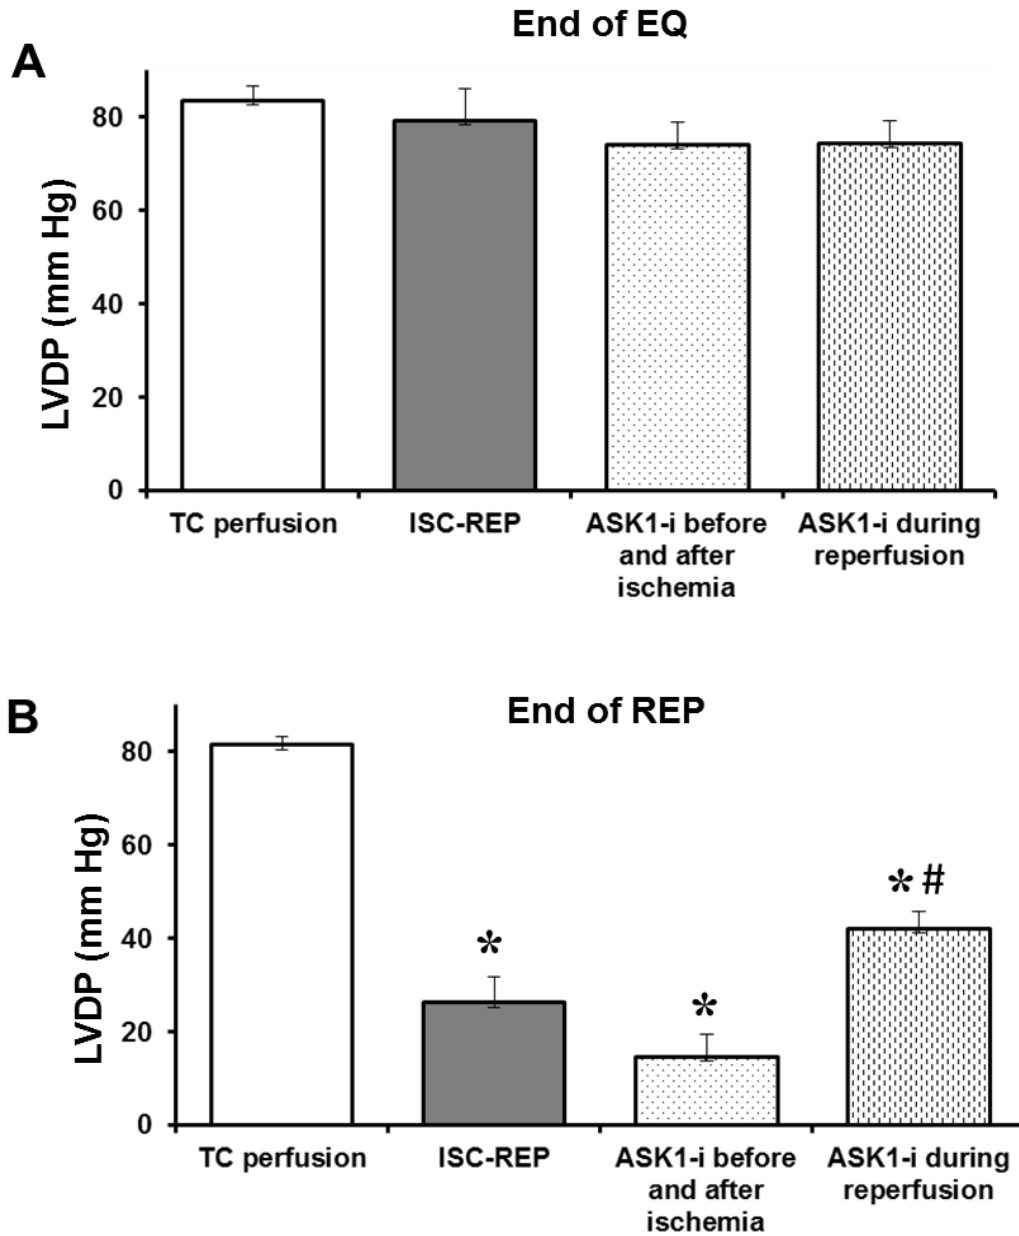 End of EQ
A
LVDP (mm Hg)
80
60
40
20
0
TC perfusion
ISC-REP
ASK1-i before
and after
ischemia
ASK1-i during
reperfusion
B
End of REP
LVDP (mm Hg)
80
60
40
20
0
*
*
* #
TC perfusion
ISC-REP
ASK1-i before
and after
ischemia
ASK1-i during
reperfusion